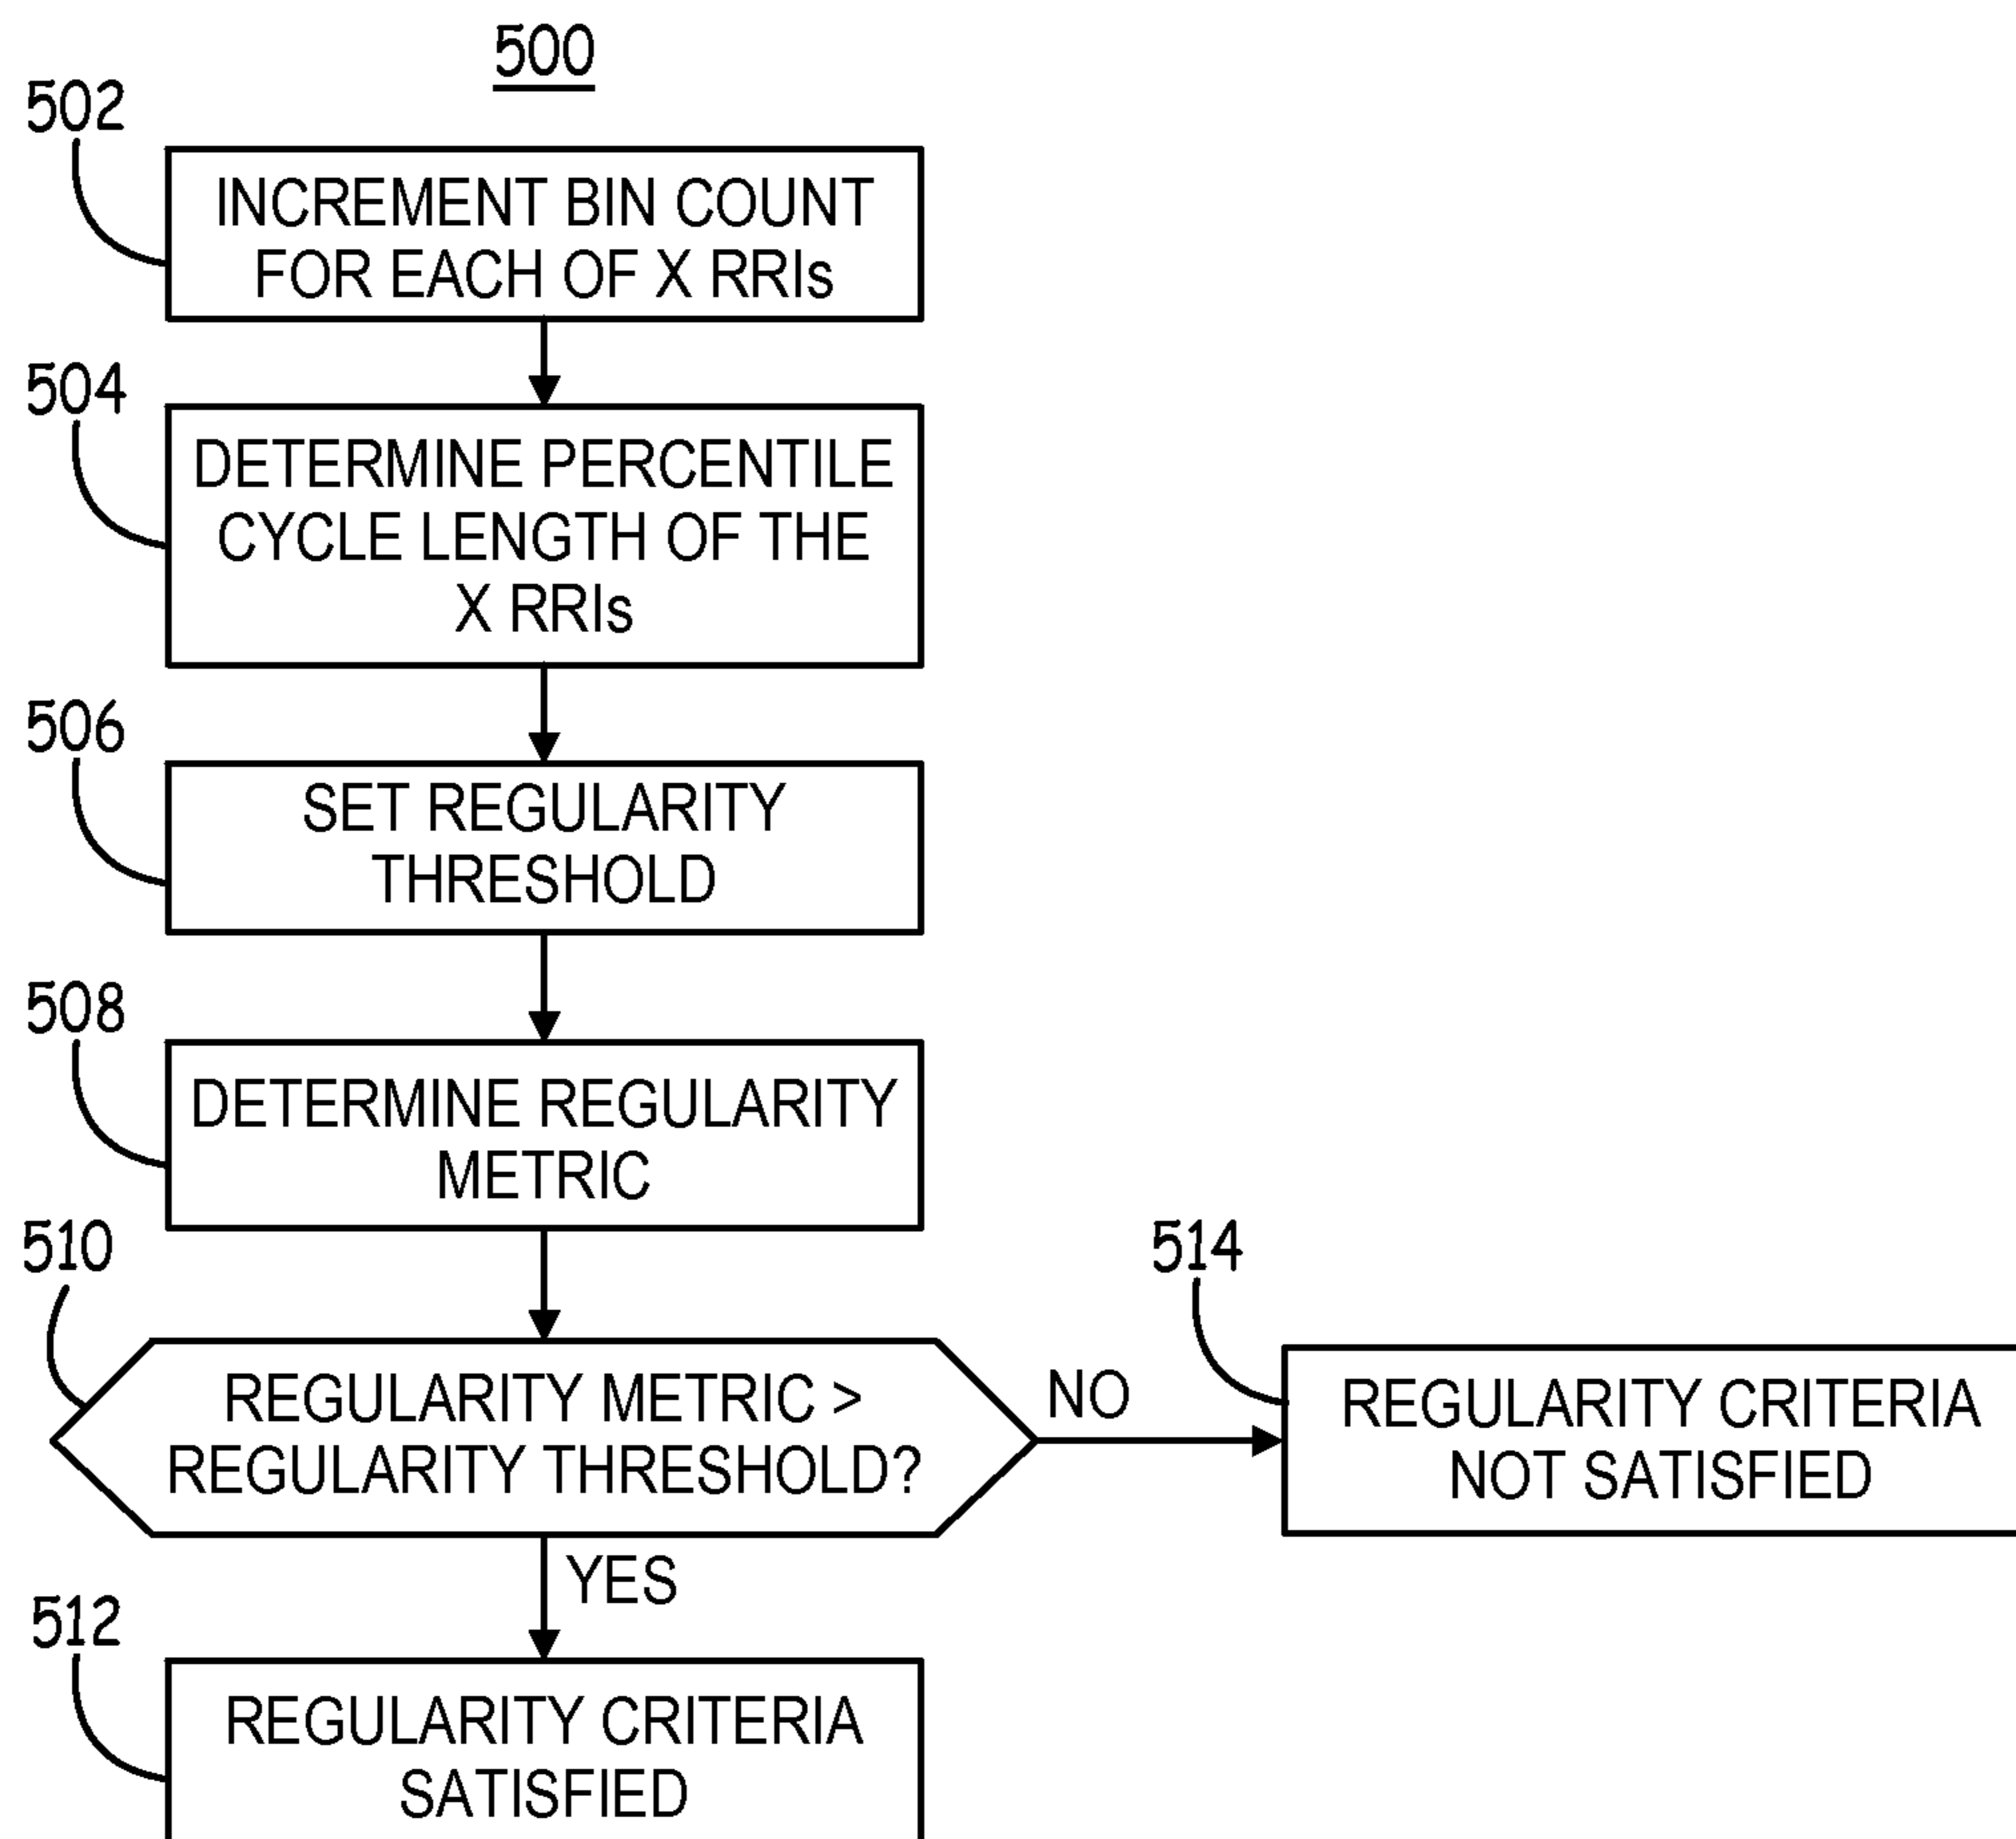 500
502
INCREMENT BIN COUNT
FOR EACH OF X RRIs
504
DETERMINE PERCENTILE
CYCLE LENGTH OF THE
X RRIs
506
SET REGULARITY
THRESHOLD
508
DETERMINE REGULARITY
METRIC
510
REGULARITY METRIC >
REGULARITY THRESHOLD?
NO
514
REGULARITY CRITERIA
NOT SATISFIED
YES
512
REGULARITY CRITERIA
SATISFIED